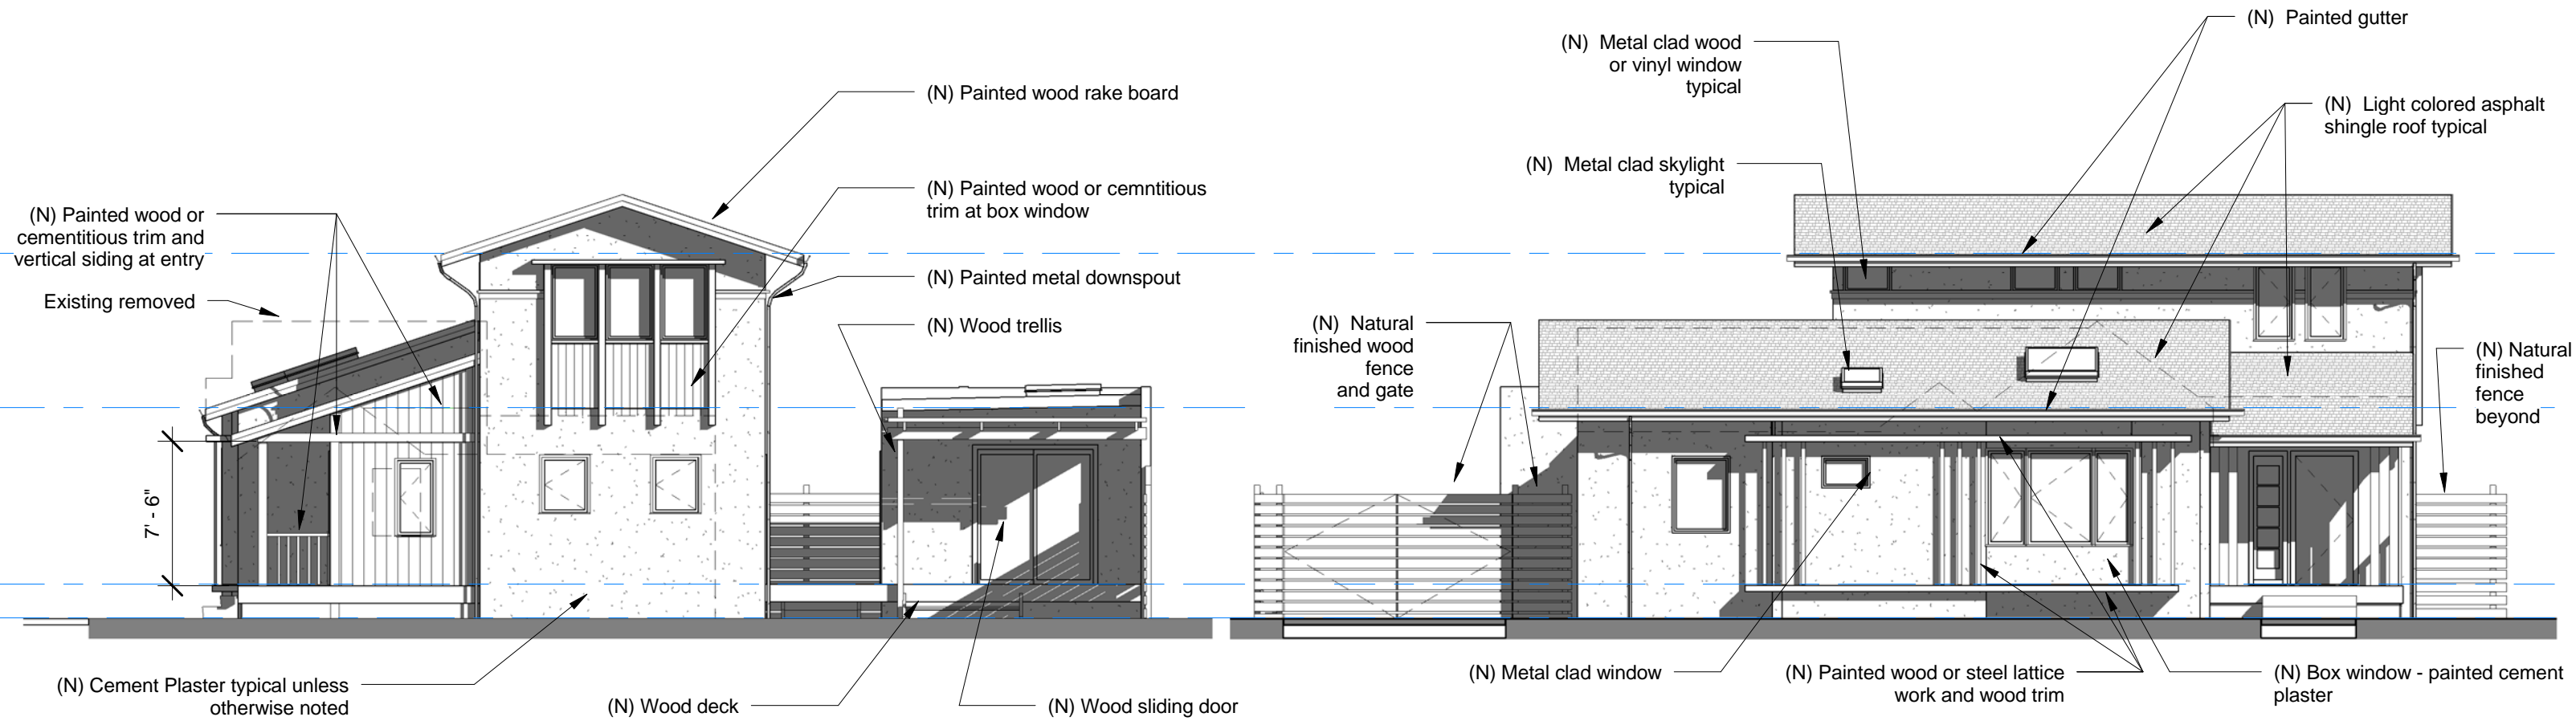 (N) Painted wood rake board
(N) Painted wood or cemntitious
trim at box window
(N) Painted metal downspout
(N) Wood trellis
(N) Painted wood or
cementitious trim and
vertical siding at entry
Existing removed
7' - 6"
(N) Cement Plaster typical unless
otherwise noted
(N) Wood deck
(N) Wood sliding door
(N) Painted gutter
(N) Metal clad wood
or vinyl window
typical
(N) Light colored asphalt
shingle roof typical
(N) Metal clad skylight
typical
(N) Natural
finished wood
fence
and gate
(N) Natural
finished
fence
beyond
(N) Metal clad window
(N) Painted wood or steel lattice
work and wood trim
(N) Box window - painted cement
plaster